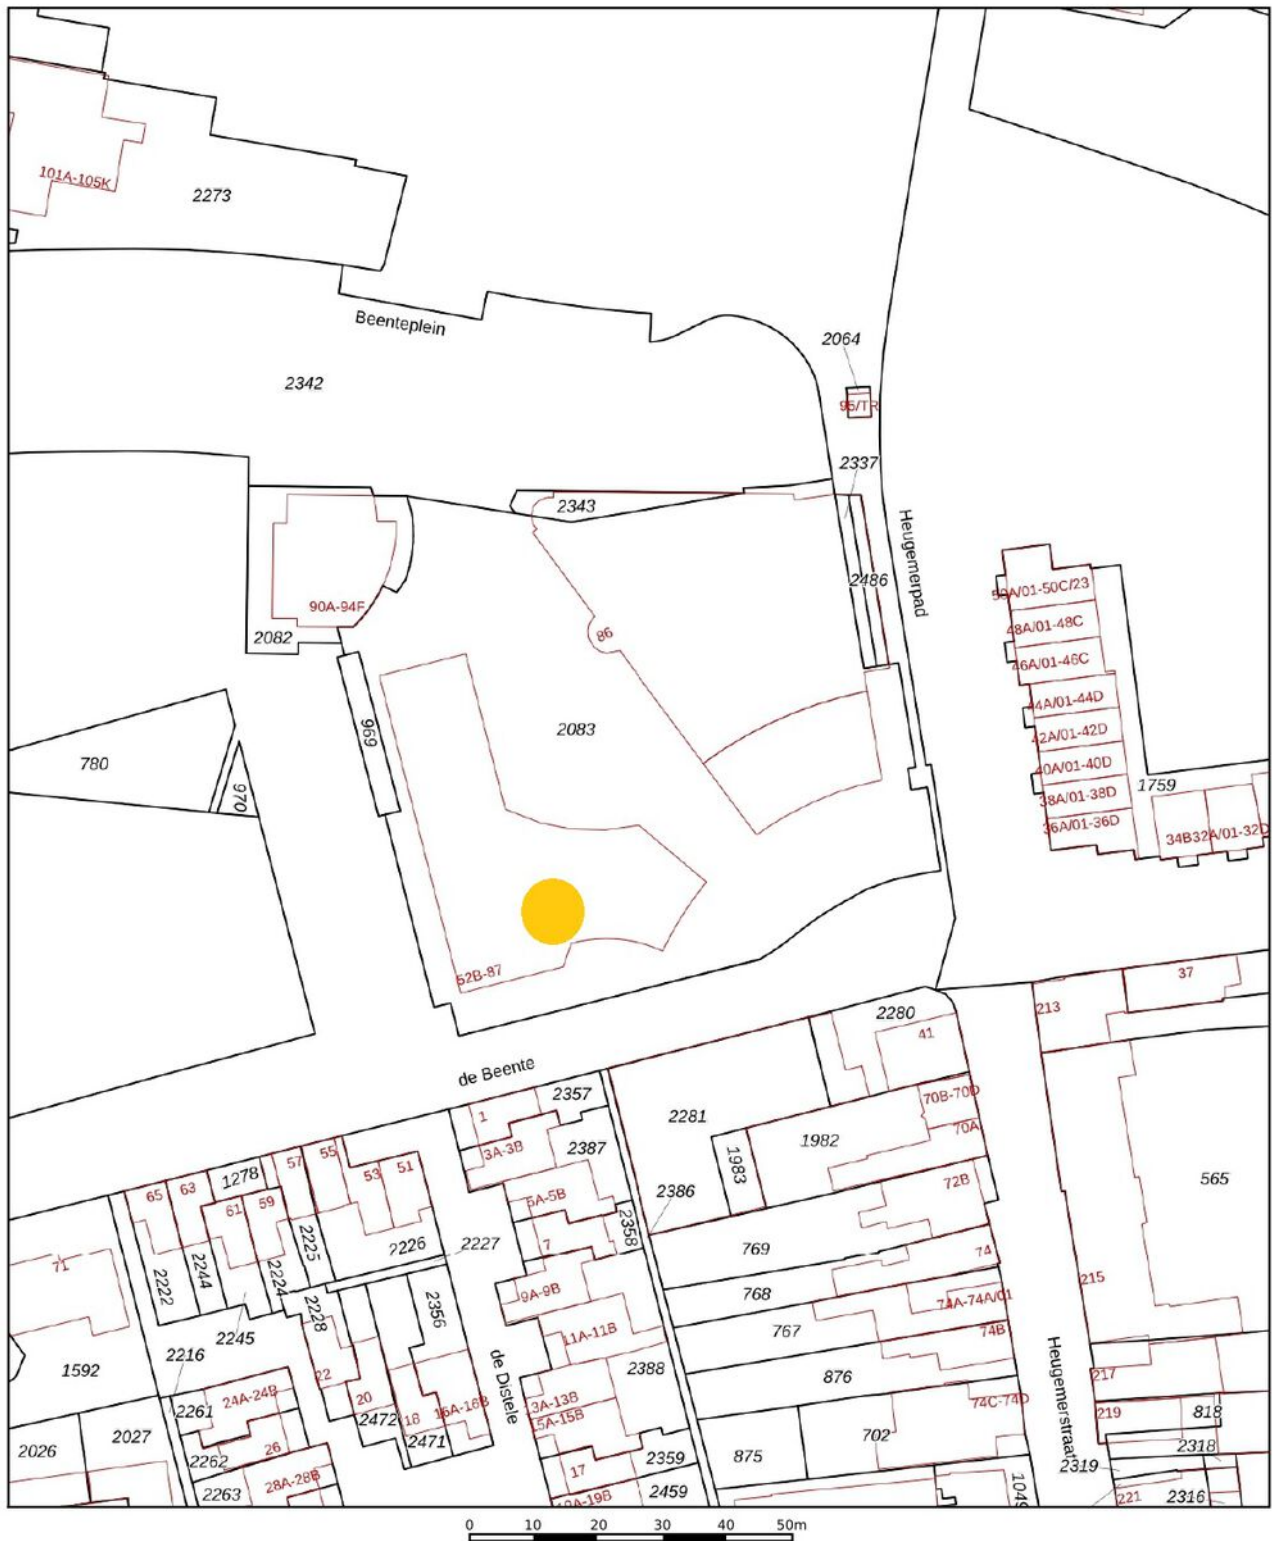 101A-105K
2273
Beenteplein
2342
2064
95/TR
2337
2343
Heugemerpad
2486
50A/01-50C/23
90A-94F
48A/01-48C
86
2082
46A/01-46C
44A/01-44D
969
2083
42A/01-42D
780
40A/01-40D
970
38A/01-38D
1759
36A/01-36D
34B
32A/01-32D
52B-87
37
213
2280
41
de Beente
2357
70B-70D
1
2281
70A
3A-3B
2387
1982
1983
57
55
53
51
1278
65
63
61
59
5A-5B
2386
72B
565
2358
2225
2226
2227
7
769
74
71
2222
2244
2224
215
9A-9B
768
74A-74A/01
2228
2356
2245
11A-11B
767
74B
2216
1592
2388
876
Heugemerstraat
217
22
24A-24B
20
de Distele
13A-13B
74C-74D
2261
2472
18
16A-16B
15A-15B
219
818
2026
2027
26
2471
702
2318
2262
875
2359
2319
28A-28B
17
2263
19A-19B
2459
1049
221
2316
0 10 20 30 40 50m